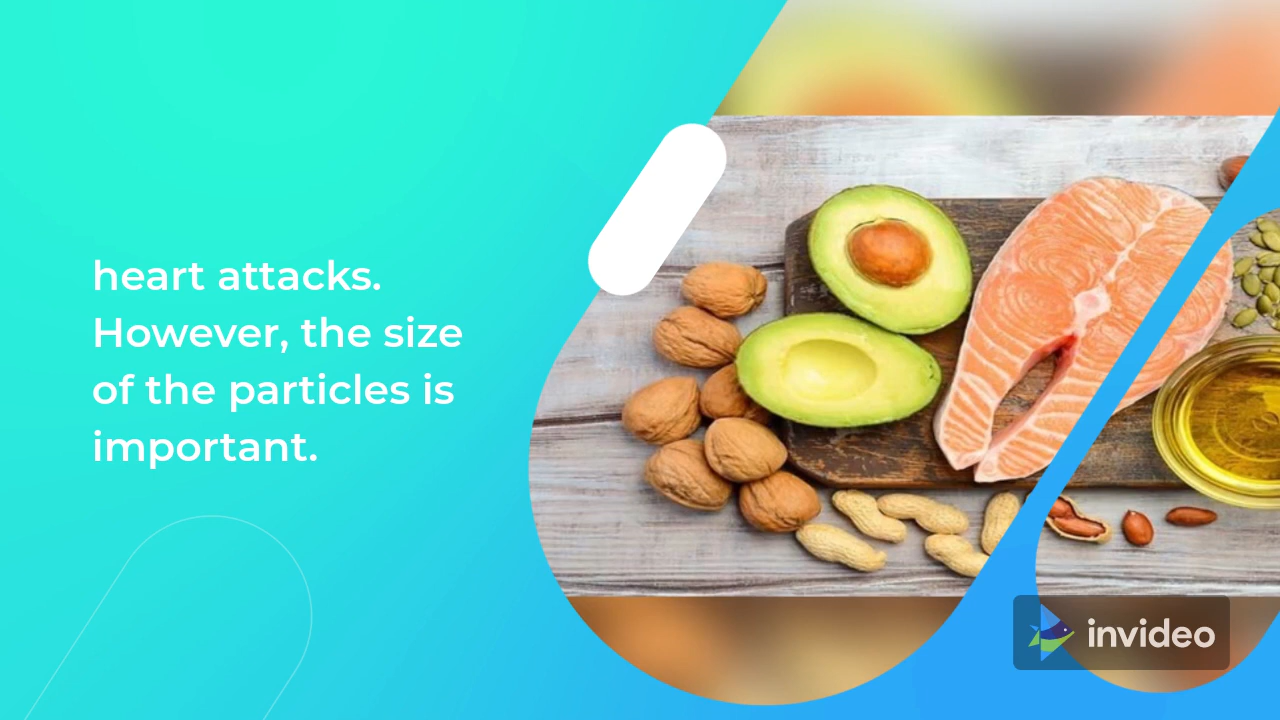 heart attacks.
However, the size
of the particles is
important.
invideo